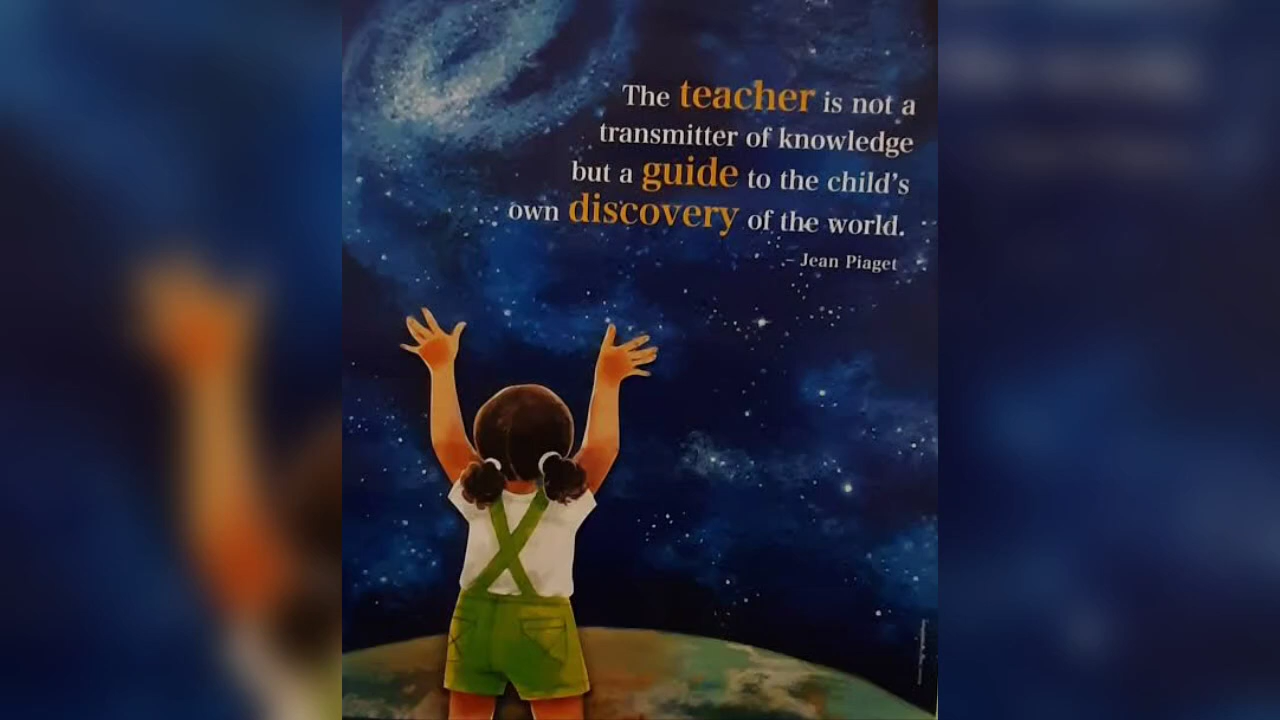 The teacher is not a
transmitter of knowledge
but a guide to the child's
own discovery of the world.
– Jean Piaget